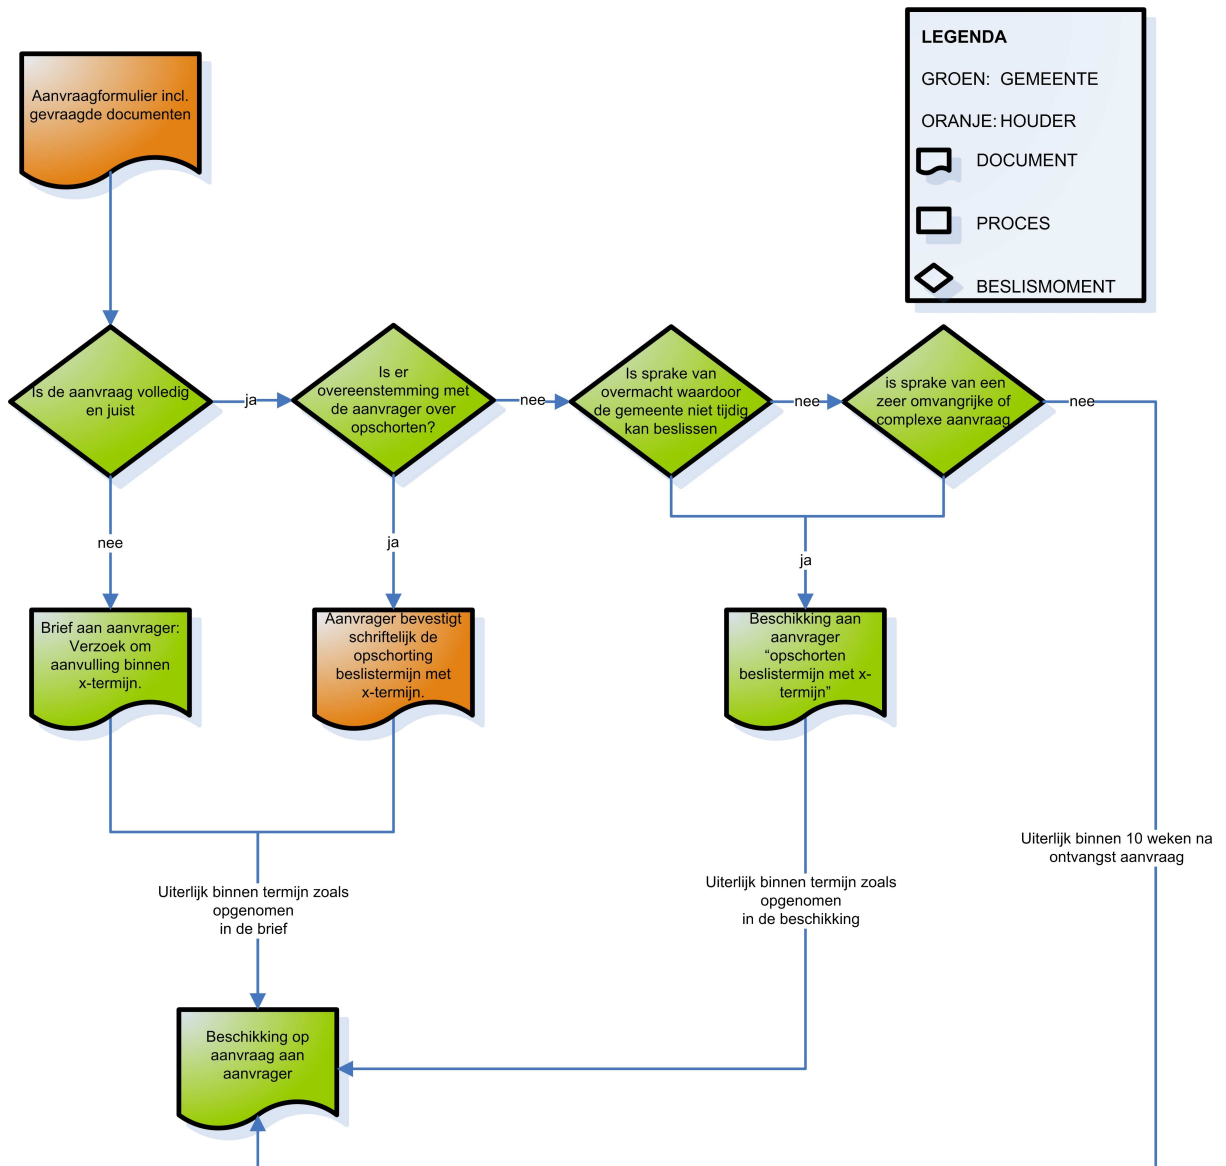 LEGENDA
GROEN: GEMEENTE
ORANJE: HOUDER
DOCUMENT
PROCES
BESLISMOMENT
Aanvraagformulier incl.
gevraagde documenten
Is de aanvraag volledig
en juist
ja
Is er
overeenstemming met
de aanvrager over
opschorten?
nee
Is sprake van
overmacht waardoor
de gemeente niet tijdig
kan beslissen
nee
is sprake van een
zeer omvangrijke of
complexe aanvraag
nee
nee
ja
ja
Brief aan aanvrager:
Verzoek om
aanvulling binnen
x-termijn.
Aanvrager bevestigt
schriftelijk de
opschorting
beslistermijn met
x-termijn.
Beschikking aan
aanvrager
“opschorten
beslistermijn met x-
termijn”
Uiterlijk binnen 10 weken na
ontvangst aanvraag
Uiterlijk binnen termijn zoals
opgenomen
in de brief
Uiterlijk binnen termijn zoals
opgenomen
in de beschikking
Beschikking op
aanvraag aan
aanvrager